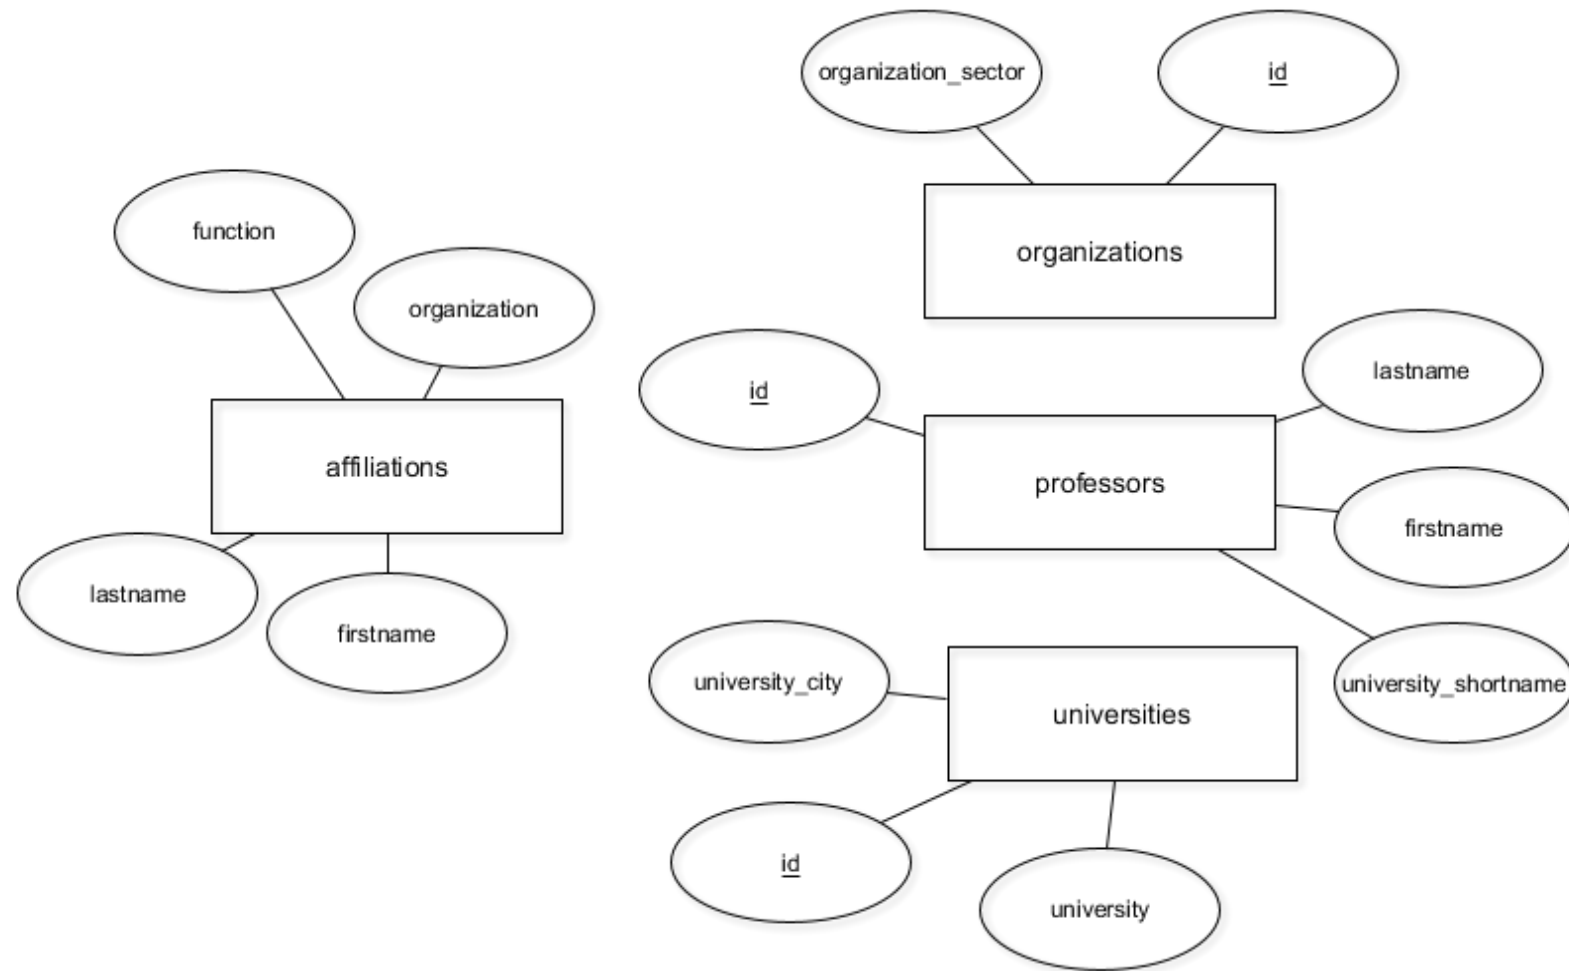 organization_sector
id
organizations
function
organization
affiliations
lastname
firstname
id
lastname
professors
firstname
university_shortname
university_city
universities
id
university